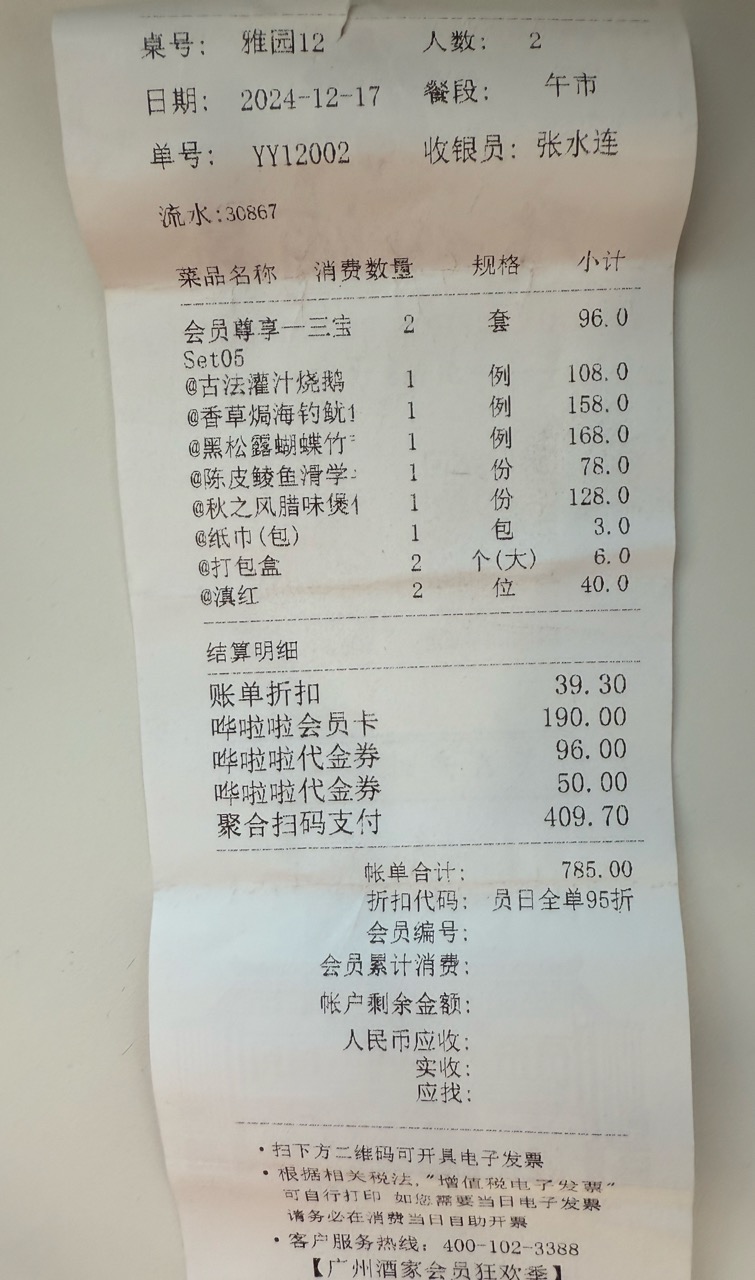 桌号: 雅园12 人数: 2
日期: 2024-12-17 餐段: 午市
单号: YY12002 收银员: 张水连
流水:30867
菜品名称 消费数量 规格 小计
会员尊享一三宝 2 套 96.0
Set05
@古法灌汁烧鹅 1 例 108.0
@香草焗海钓鱿 1 例 158.0
@黑松露蝴蝶竹 1 例 168.0
@陈皮鲮鱼滑学 1 份 78.0
@秋之风腊味煲 1 份 128.0
@纸巾(包) 1 包 3.0
@打包盒 2 个(大) 6.0
@滇红 2 位 40.0
结算明细
账单折扣 39.30
哗啦啦会员卡 190.00
哗啦啦代金券 96.00
哗啦啦代金券 50.00
聚合扫码支付 409.70
帐单合计: 785.00
折扣代码: 员日全单95折
会员编号:
会员累计消费:
帐户剩余金额:
人民币应收:
实收:
应找:
·扫下方二维码可开具电子发票
·根据相关税法,"增值税电子发票"
可自行打印 如您需要当日电子发票
请务必在消费当日自助开票
·客户服务热线: 400-102-3388
【广州酒家会员狂欢季】